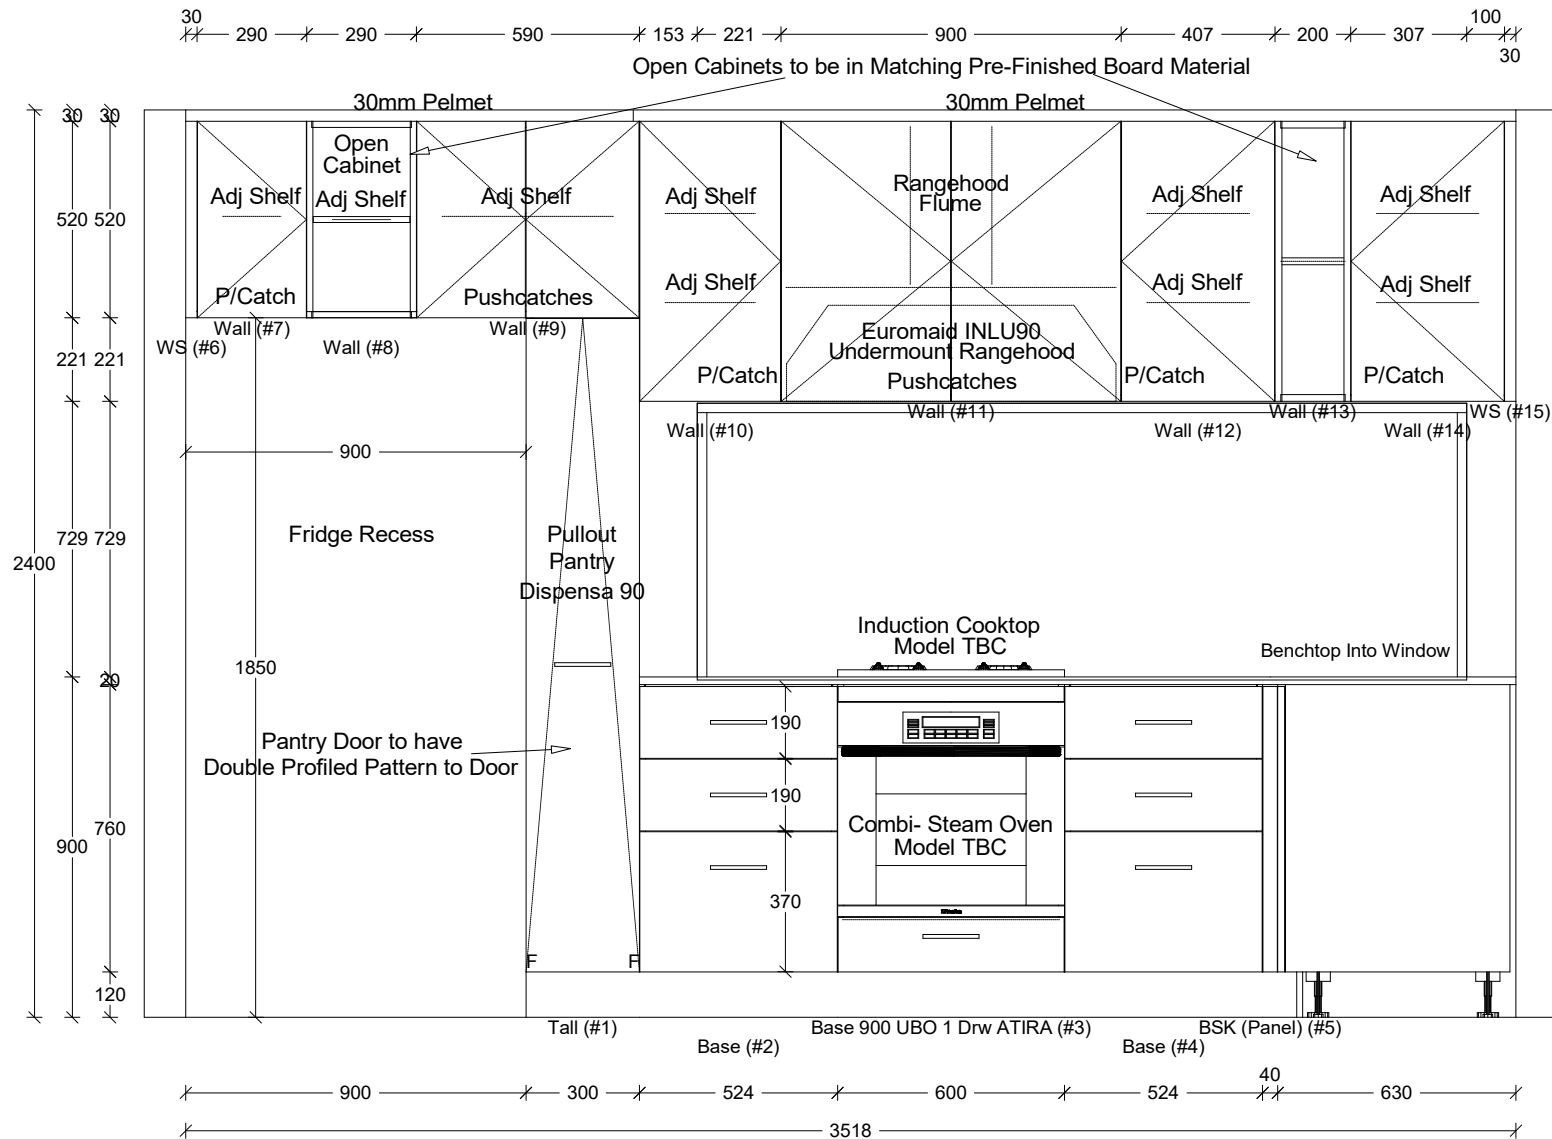 30
100
290
290
590
153
221
900
407
200
307
30
Open Cabinets to be in Matching Pre-Finished Board Material
30mm Pelmet
30mm Pelmet
30
30
Open
Cabinet
Adj Shelf
Adj Shelf
Adj Shelf
Adj Shelf
Rangehood
Flume
Adj Shelf
Adj Shelf
520
520
Adj Shelf
Adj Shelf
Adj Shelf
P/Catch
Pushcatches
Wall (#7)
Wall (#9)
WS (#6)
Wall (#8)
Euromaid INLU90
Undermount Rangehood
221
221
P/Catch
Pushcatches
P/Catch
P/Catch
Wall (#11)
Wall (#13)
WS (#15)
Wall (#10)
Wall (#12)
Wall (#14)
900
Fridge Recess
Pullout
Pantry
Dispensa 90
729
729
2400
Induction Cooktop
Model TBC
Benchtop Into Window
1850
20
190
Pantry Door to have
Double Profiled Pattern to Door
190
760
900
Combi- Steam Oven
Model TBC
370
F
F
120
Tall (#1)
Base 900 UBO 1 Drw ATIRA (#3)
BSK (Panel) (#5)
Base (#2)
Base (#4)
40
900
300
524
600
524
630
3518